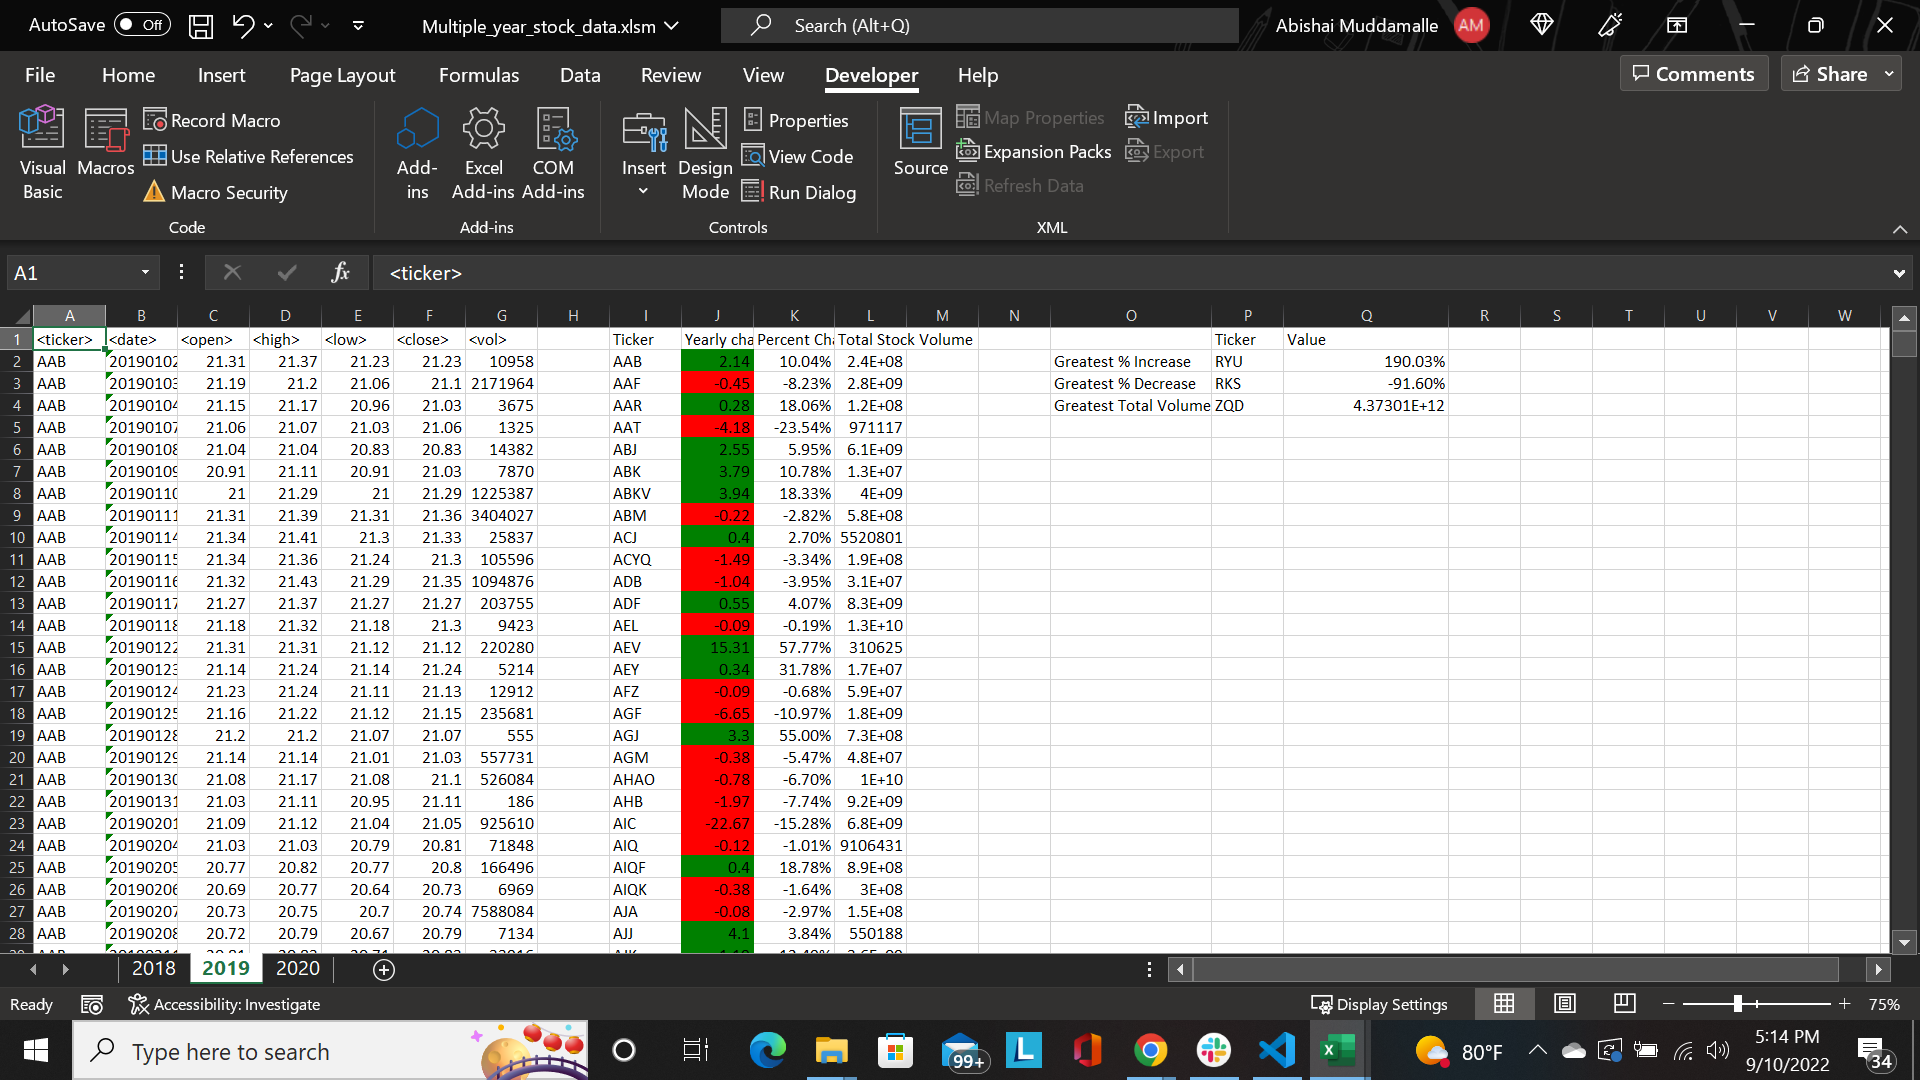 AutoSave Off Multiple_year_stock_data.xlsm Search (Alt+Q) Abishai Muddamalle AM
File Home Insert Page Layout Formulas Data Review View Developer Help Comments Share
Visual Basic Macros Record Macro Use Relative References Macro Security Code
Add-ins Excel Add-ins COM Add-ins Add-ins
Insert Design Mode Properties View Code Run Dialog Controls
Source Map Properties Expansion Packs Refresh Data Import Export XML
A1 fx <ticker>
A B C D E F G H I J K L M N O P Q R S T U V W
1 <ticker> <date> <open> <high> <low> <close> <vol> Ticker Yearly cha Percent Cha Total Stock Volume Ticker Value
2 AAB 20190102 21.31 21.37 21.23 21.23 10958 AAB 2.14 10.04% 2.4E+08 Greatest % Increase RYU 190.03%
3 AAB 20190103 21.19 21.2 21.06 21.1 2171964 AAF -0.45 -8.23% 2.8E+09 Greatest % Decrease RKS -91.60%
4 AAB 20190104 21.15 21.17 20.96 21.03 3675 AAR 0.28 18.06% 1.2E+08 Greatest Total Volume ZQD 4.37301E+12
5 AAB 20190107 21.06 21.07 21.03 21.06 1325 AAT -4.18 -23.54% 971117
6 AAB 20190108 21.04 21.04 20.83 20.83 14382 ABJ 2.55 5.95% 6.1E+09
7 AAB 20190109 20.91 21.11 20.91 21.03 7870 ABK 3.79 10.78% 1.3E+07
8 AAB 20190110 21 21.29 21 21.29 1225387 ABKV 3.94 18.33% 4E+09
9 AAB 20190111 21.31 21.39 21.31 21.36 3404027 ABM -0.22 -2.82% 5.8E+08
10 AAB 20190114 21.34 21.41 21.3 21.33 25837 ACJ 0.4 2.70% 5520801
11 AAB 20190115 21.34 21.36 21.24 21.3 105596 ACYQ -1.49 -3.34% 1.9E+08
12 AAB 20190116 21.32 21.43 21.29 21.35 1094876 ADB -1.04 -3.95% 3.1E+07
13 AAB 20190117 21.27 21.37 21.27 21.27 203755 ADF 0.55 4.07% 8.3E+09
14 AAB 20190118 21.18 21.32 21.18 21.3 9423 AEL -0.09 -0.19% 1.3E+10
15 AAB 20190122 21.31 21.31 21.12 21.12 220280 AEV 15.31 57.77% 310625
16 AAB 20190123 21.14 21.24 21.14 21.24 5214 AEY 0.34 31.78% 1.7E+07
17 AAB 20190124 21.23 21.24 21.11 21.13 12912 AFZ -0.09 -0.68% 5.9E+07
18 AAB 20190125 21.16 21.22 21.12 21.15 235681 AGF -6.65 -10.97% 1.8E+09
19 AAB 20190128 21.2 21.2 21.07 21.07 555 AGJ 3.3 55.00% 7.3E+08
20 AAB 20190129 21.14 21.14 21.01 21.03 557731 AGM -0.38 -5.47% 4.8E+07
21 AAB 20190130 21.08 21.17 21.08 21.1 526084 AHAO -0.78 -6.70% 1E+10
22 AAB 20190131 21.03 21.11 20.95 21.11 186 AHB -1.97 -7.74% 9.2E+09
23 AAB 20190201 21.09 21.12 21.04 21.05 925610 AIC -22.67 -15.28% 6.8E+09
24 AAB 20190204 21.03 21.03 20.79 20.81 71848 AIQ -0.12 -1.01% 9106431
25 AAB 20190205 20.77 20.82 20.77 20.8 166496 AIQF 0.4 18.78% 8.9E+08
26 AAB 20190206 20.69 20.77 20.64 20.73 6969 AIQK -0.38 -1.64% 3E+08
27 AAB 20190207 20.73 20.75 20.7 20.74 7588084 AJA -0.08 -2.97% 1.5E+08
28 AAB 20190208 20.72 20.79 20.67 20.79 7134 AJJ 4.1 3.84% 550188
2018 2019 2020
Ready Accessibility: Investigate Display Settings 75%
Type here to search 99+ L 80°F 5:14 PM
9/10/2022 34